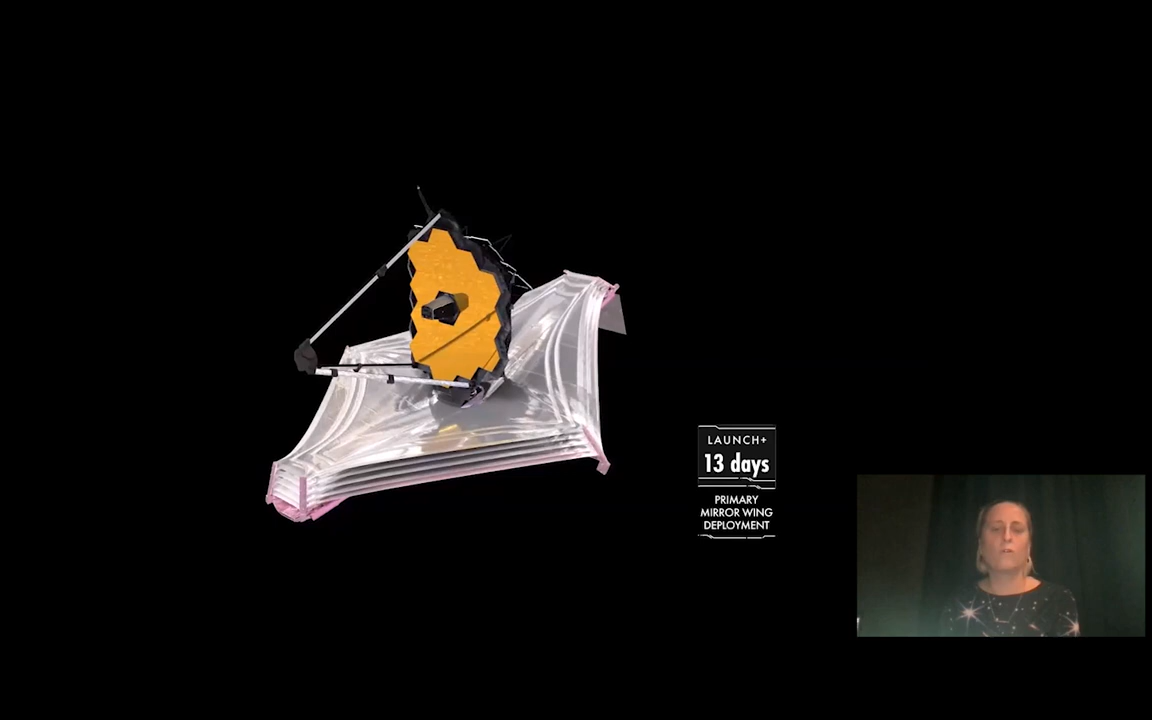 LAUNCH+
13 days
PRIMARY
MIRROR WING
DEPLOYMENT